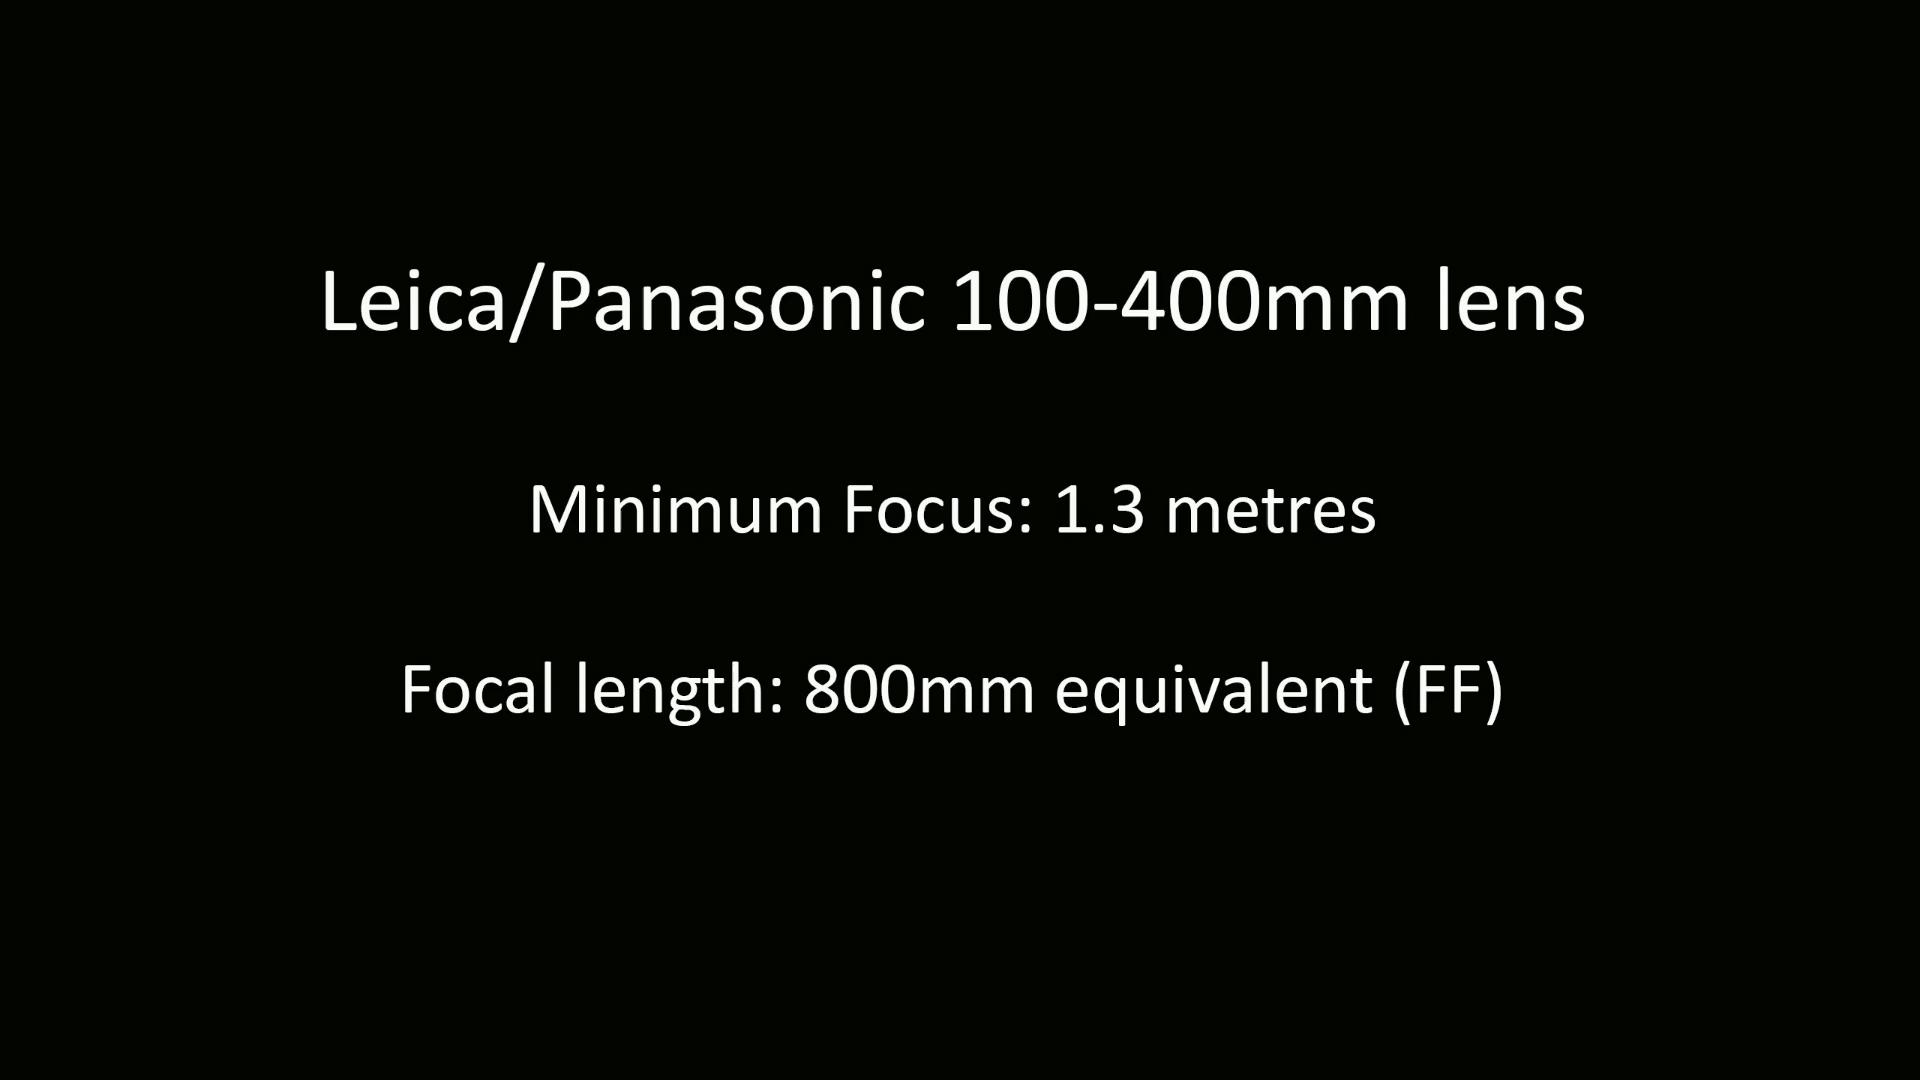 Leica/Panasonic 100-400mm lens
Minimum Focus: 1.3 metres
Focal length: 800mm equivalent (FF)